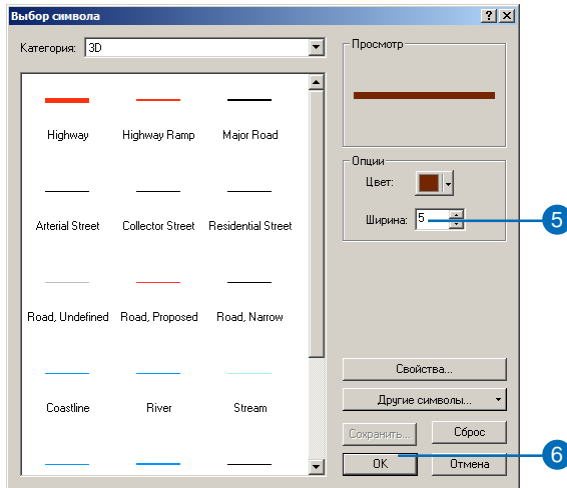 Выбор символа
Категория: 3D
Highway Highway Ramp Major Road
Arterial Street Collector Street Residential Street
Road, Undefined Road, Proposed Road, Narrow
Coastline River Stream
Просмотр
Опции
Цвет:
Ширина: 5
5
Свойства...
Другие символы...
Сохранить... Сброс
OK Отмена
6